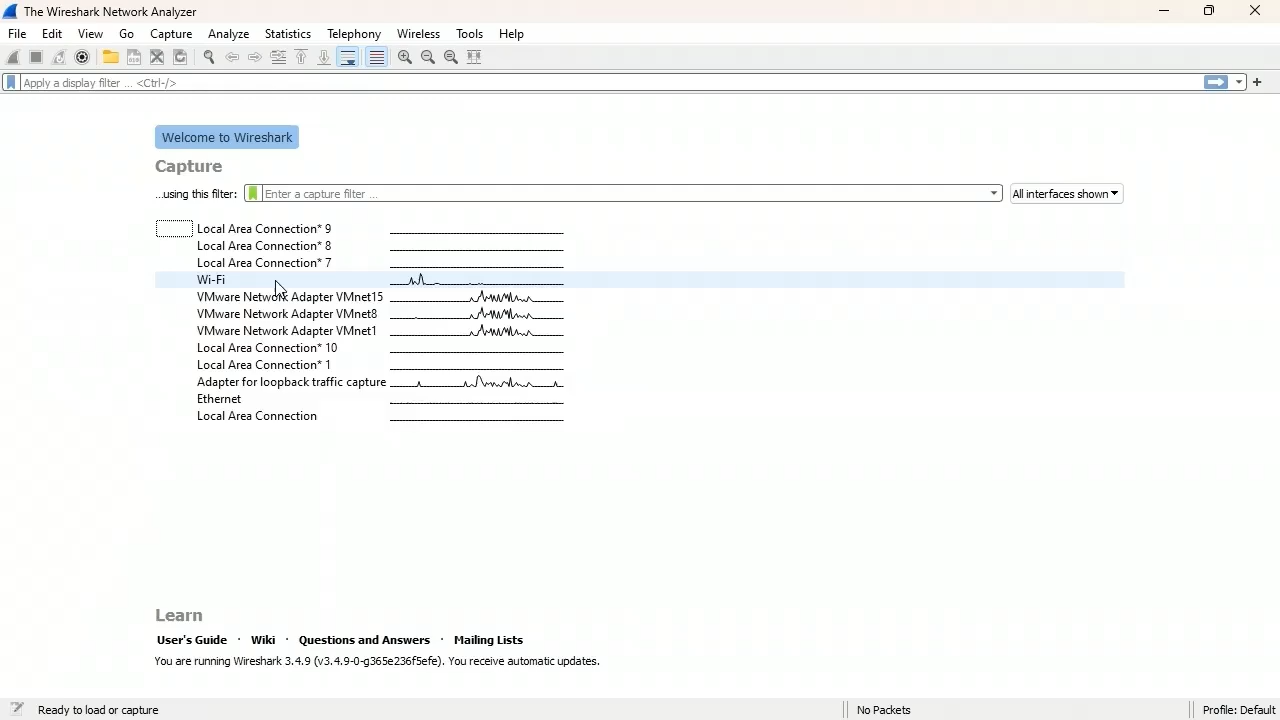 The Wireshark Network Analyzer
File Edit View Go Capture Analyze Statistics Telephony Wireless Tools Help
Apply a display filter ... <Ctrl-/>
Welcome to Wireshark
Capture
...using this filter: Enter a capture filter ... All interfaces shown
Local Area Connection* 9
Local Area Connection* 8
Local Area Connection* 7
Wi-Fi
VMware Network Adapter VMnet15
VMware Network Adapter VMnet8
VMware Network Adapter VMnet1
Local Area Connection* 10
Local Area Connection* 1
Adapter for loopback traffic capture
Ethernet
Local Area Connection
Learn
User's Guide · Wiki · Questions and Answers · Mailing Lists
You are running Wireshark 3.4.9 (v3.4.9-0-g365e236f5efe). You receive automatic updates.
Ready to load or capture No Packets Profile: Default